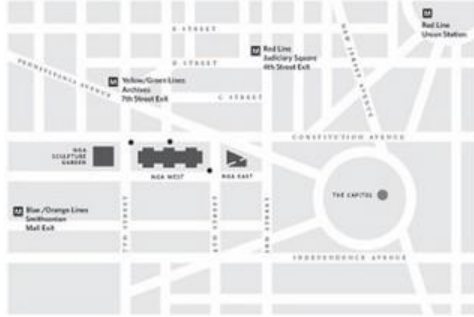 M
Red Line
Union Station
E STREET
M Red Line
Judiciary Square
4th Street Exit
NEW JERSEY AVENUE
D STREET
PENNSYLVANIA AVENUE
M Yellow/Green Lines
Archives
7th Street Exit
C STREET
CONSTITUTION AVENUE
NGA
SCULPTURE
GARDEN
NGA WEST
NGA EAST
THE CAPITOL
M Blue/Orange Lines
Smithsonian
Mall Exit
7TH STREET
4TH STREET
3RD STREET
INDEPENDENCE AVENUE